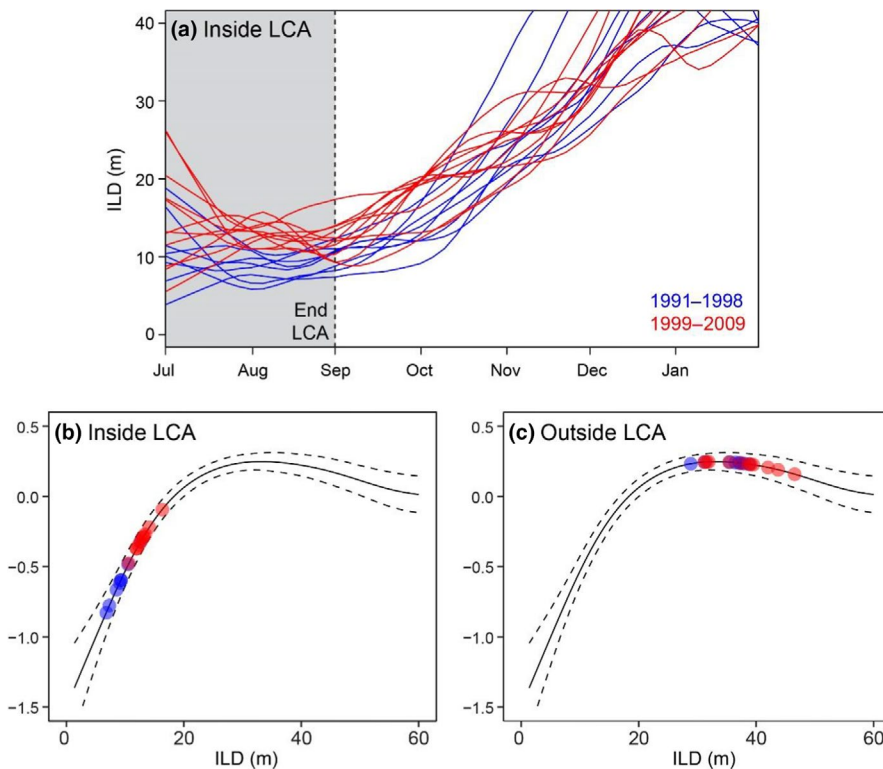 (a) Inside LCA
40
30
20
10
0
ILD (m)
End
LCA
1991–1998
1999–2009
Jul Aug Sep Oct Nov Dec Jan
(b) Inside LCA
0.5
0.0
−0.5
−1.0
−1.5
0 20 40 60
ILD (m)
(c) Outside LCA
0.5
0.0
−0.5
−1.0
−1.5
0 20 40 60
ILD (m)